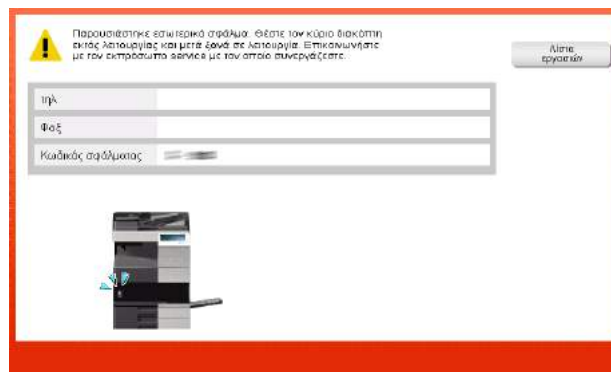 Παρουσιάστηκε εσωτερικό σφάλμα. Θέστε τον κύριο διακόπτη
εκτός λειτουργίας και μετά ξανά σε λειτουργία. Επικοινωνήστε
με τον εκπρόσωπο service με τον οποίο συνεργάζεστε.
Λίστα
εργασιών
τηλ
Φαξ
Κωδικός σφάλματος